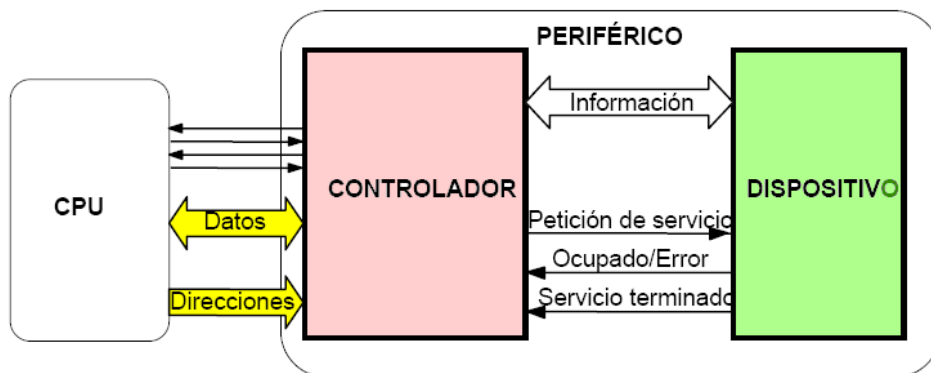 PERIFÉRICO
Información
CPU
CONTROLADOR
DISPOSITIVO
Datos
Petición de servicio
Ocupado/Error
Direcciones
Servicio terminado